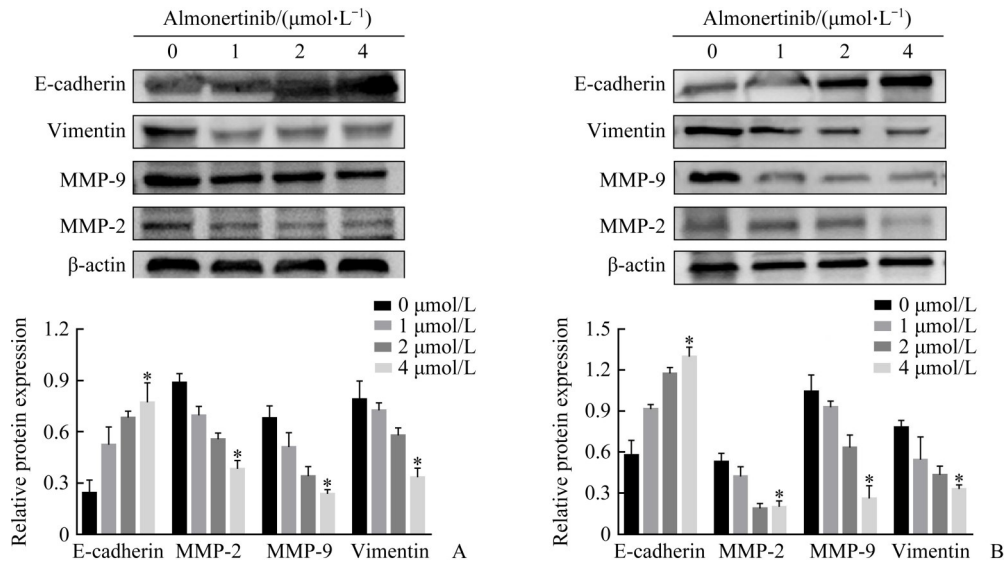 Almonertinib/(μmol·L⁻¹)
0 1 2 4
E-cadherin
Vimentin
MMP-9
MMP-2
β-actin
0 μmol/L
1 μmol/L
2 μmol/L
4 μmol/L
Relative protein expression
1.2
0.9
0.6
0.3
0
* * * *
E-cadherin MMP-2 MMP-9 Vimentin A
Almonertinib/(μmol·L⁻¹)
0 1 2 4
E-cadherin
Vimentin
MMP-9
MMP-2
β-actin
0 μmol/L
1 μmol/L
2 μmol/L
4 μmol/L
Relative protein expression
1.5
1.2
0.9
0.6
0.3
0
* * * *
E-cadherin MMP-2 MMP-9 Vimentin B